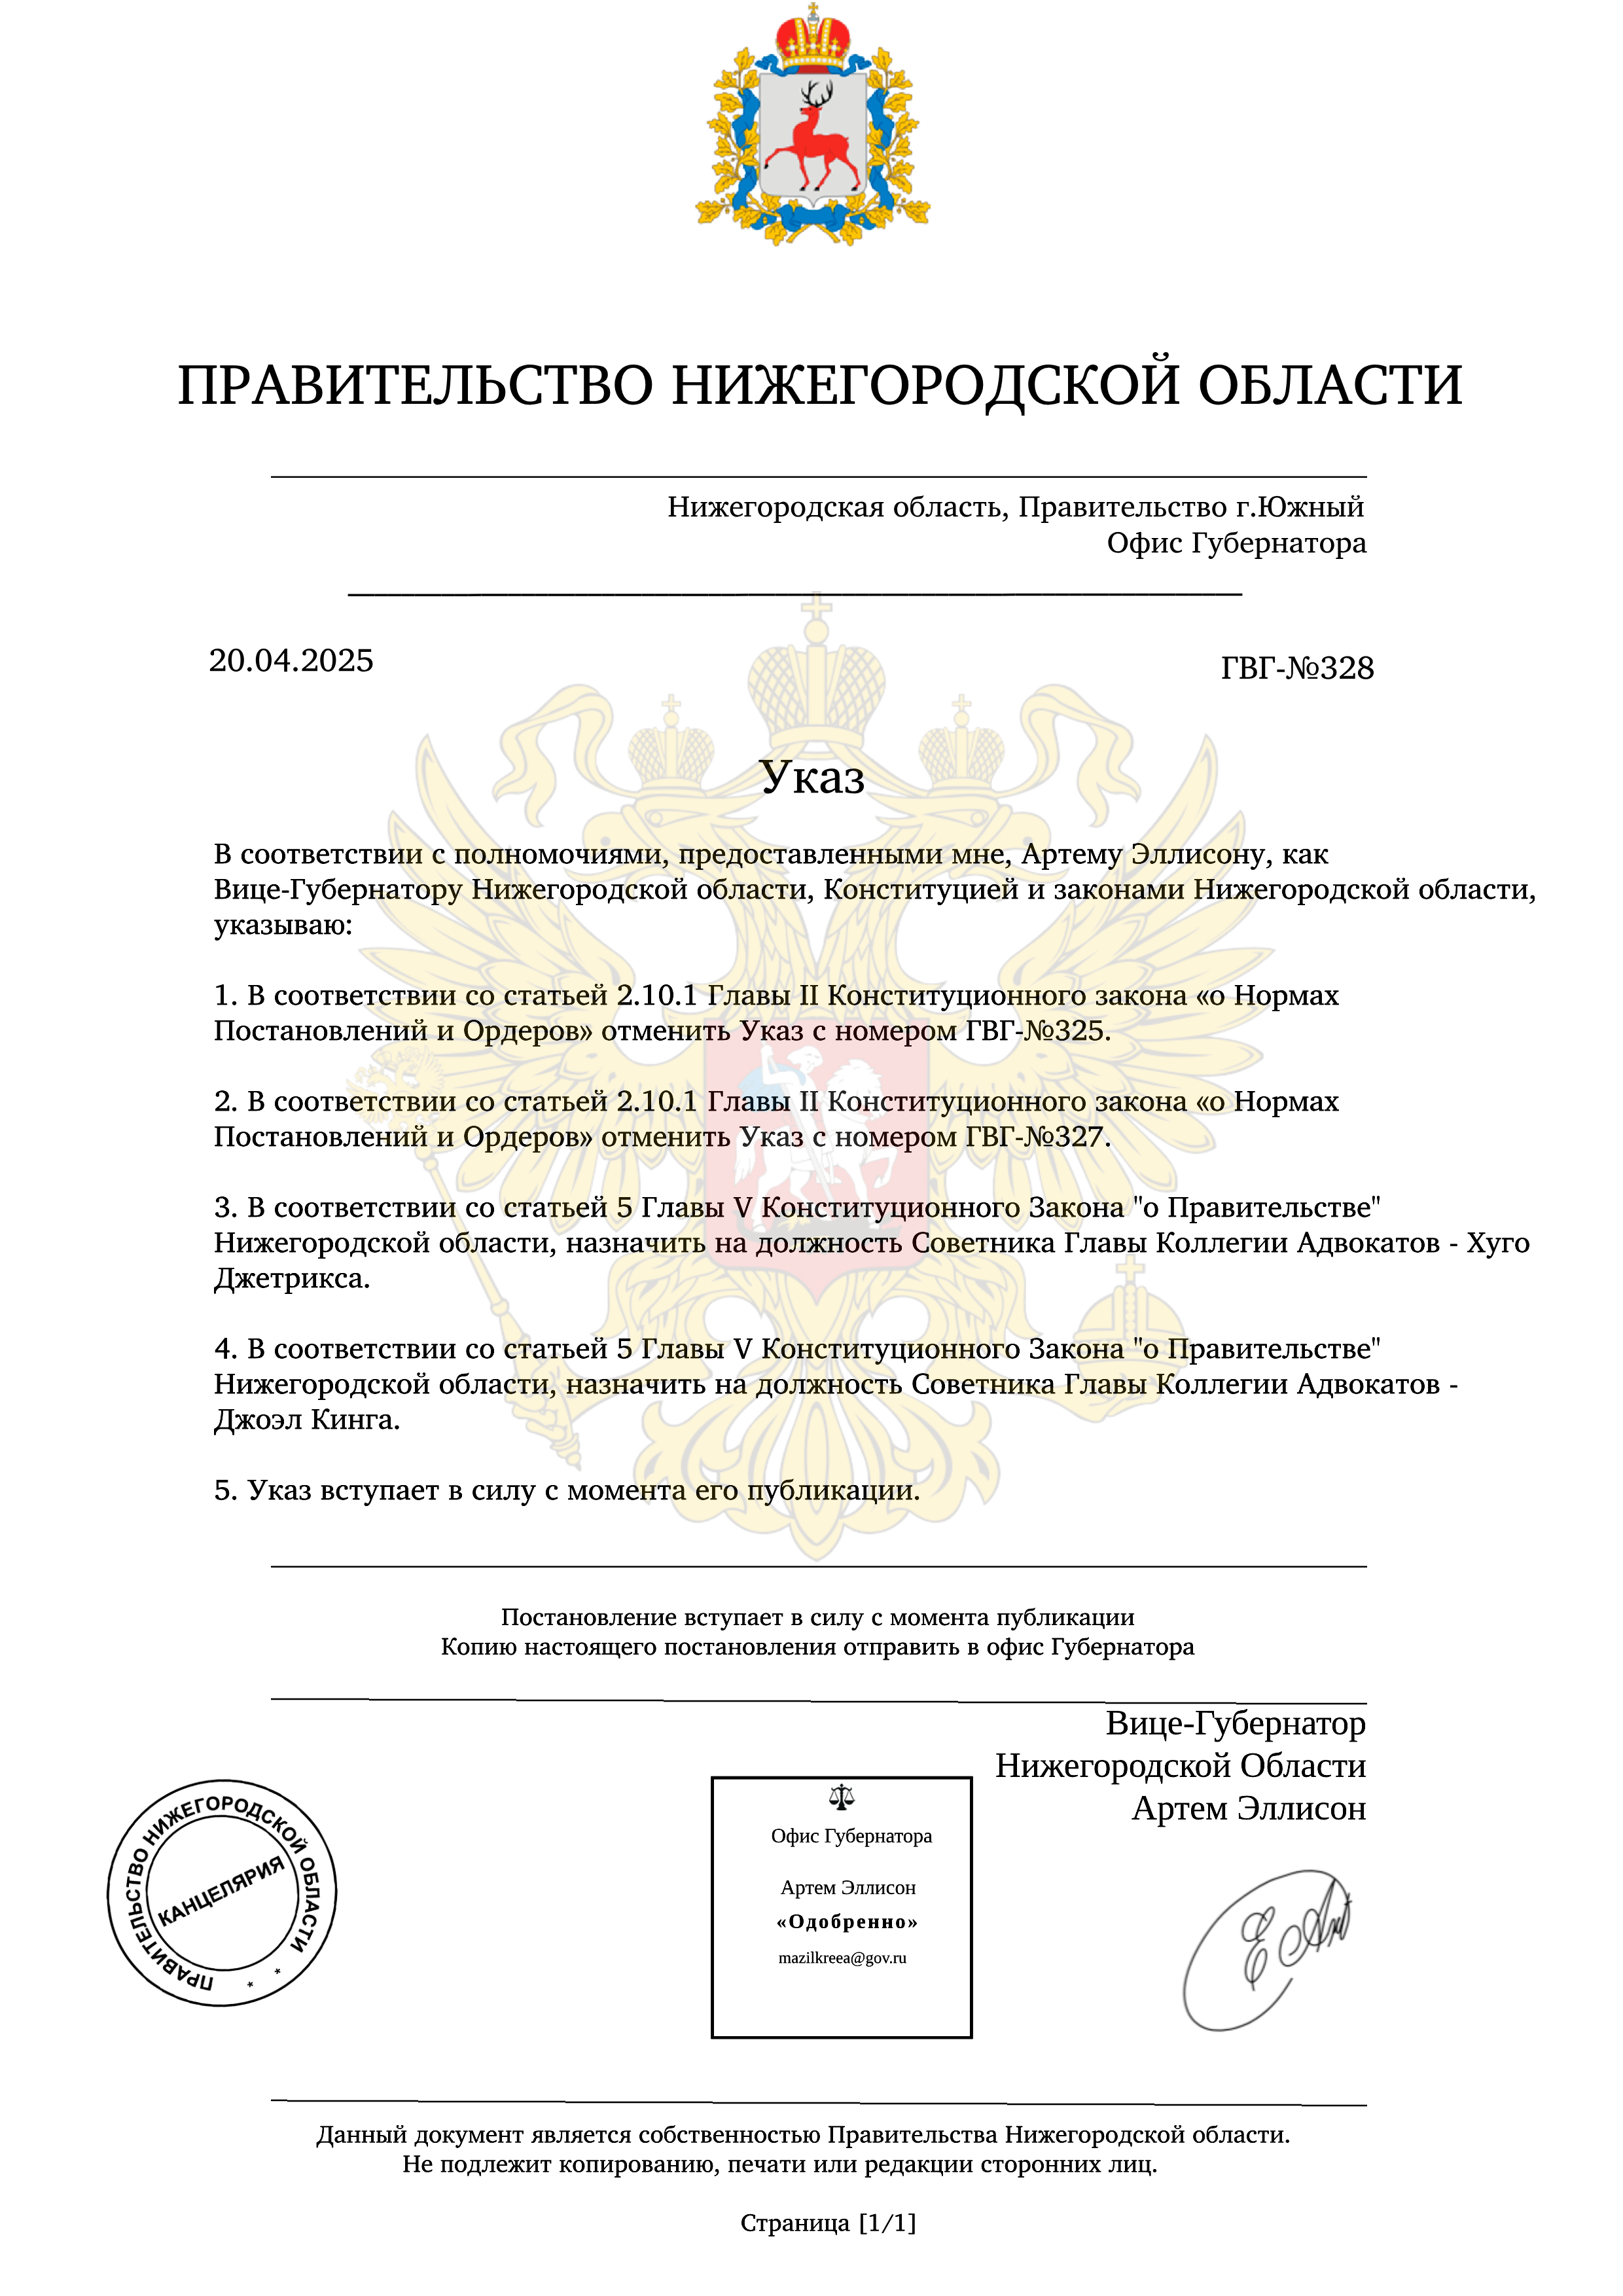 ПРАВИТЕЛЬСТВО НИЖЕГОРОДСКОЙ ОБЛАСТИ
Нижегородская область, Правительство г.Южный
Офис Губернатора
20.04.2025
ГВГ-№328
Указ
В соответствии с полномочиями, предоставленными мне, Артему Эллисону, как
Вице-Губернатору Нижегородской области, Конституцией и законами Нижегородской области,
указываю:
1. В соответствии со статьей 2.10.1 Главы II Конституционного закона «о Нормах
Постановлений и Ордеров» отменить Указ с номером ГВГ-№325.
2. В соответствии со статьей 2.10.1 Главы II Конституционного закона «о Нормах
Постановлений и Ордеров» отменить Указ с номером ГВГ-№327.
3. В соответствии со статьей 5 Главы V Конституционного Закона "о Правительстве"
Нижегородской области, назначить на должность Советника Главы Коллегии Адвокатов - Хуго
Джетрикса.
4. В соответствии со статьей 5 Главы V Конституционного Закона "о Правительстве"
Нижегородской области, назначить на должность Советника Главы Коллегии Адвокатов -
Джоэл Кинга.
5. Указ вступает в силу с момента его публикации.
Постановление вступает в силу с момента публикации
Копию настоящего постановления отправить в офис Губернатора
Вице-Губернатор
Нижегородской Области
Артем Эллисон
ПРАВИТЕЛЬСТВО НИЖЕГОРОДСКОЙ ОБЛАСТИ * *
КАНЦЕЛЯРИЯ
Офис Губернатора
Артем Эллисон
«Одобренно»
mazilkreea@gov.ru
Данный документ является собственностью Правительства Нижегородской области.
Не подлежит копированию, печати или редакции сторонних лиц.
Страница [1/1]